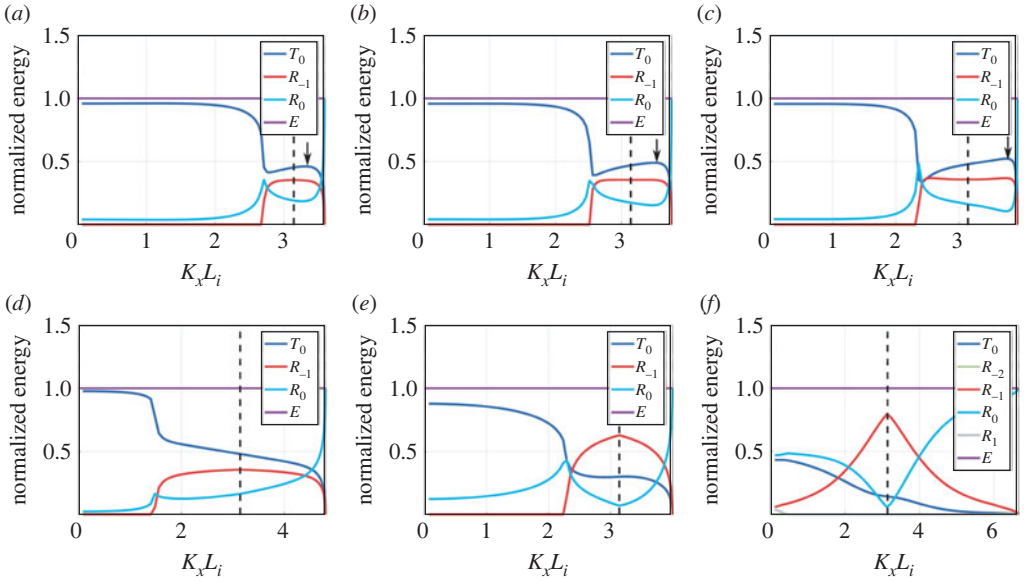 (a)
1.5
1.0
0.5
normalized energy
T₀
R₋₁
R₀
E
0 1 2 3
KₓLᵢ
(b)
1.5
1.0
0.5
normalized energy
T₀
R₋₁
R₀
E
0 1 2 3
KₓLᵢ
(c)
1.5
1.0
0.5
normalized energy
T₀
R₋₁
R₀
E
0 1 2 3
KₓLᵢ
(d)
1.5
1.0
0.5
normalized energy
T₀
R₋₁
R₀
E
0 2 4
KₓLᵢ
(e)
1.5
1.0
0.5
normalized energy
T₀
R₋₁
R₀
E
0 1 2 3
KₓLᵢ
(f)
1.5
1.0
0.5
normalized energy
T₀
R₋₂
R₋₁
R₀
R₁
E
0 2 4 6
KₓLᵢ